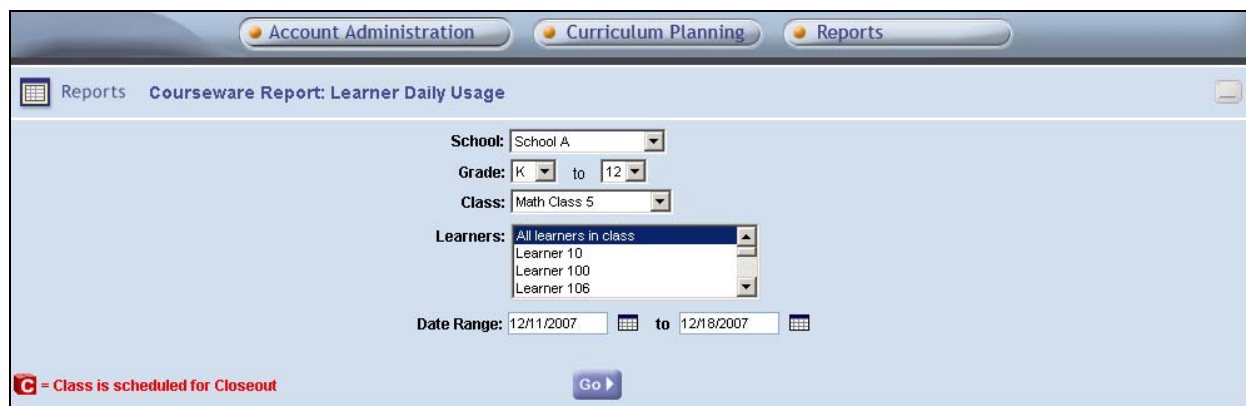 Account Administration Curriculum Planning Reports
Reports Courseware Report: Learner Daily Usage
School: School A
Grade: K to 12
Class: Math Class 5
Learners: All learners in class
Learner 10
Learner 100
Learner 106
Date Range: 12/11/2007 to 12/18/2007
C = Class is scheduled for Closeout Go